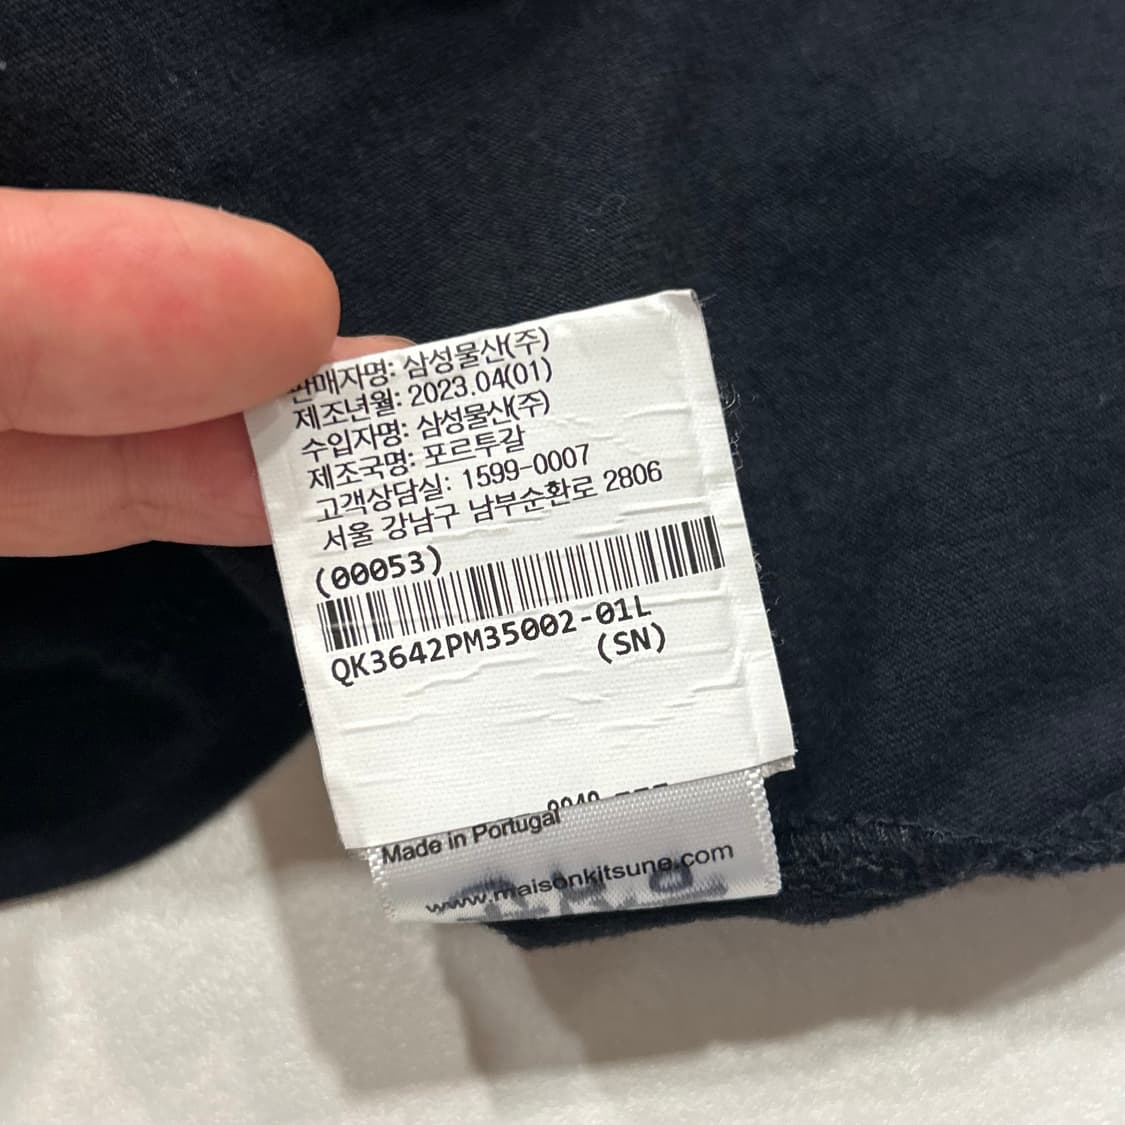 판매자명: 삼성물산(주)
제조년월: 2023.04(01)
수입자명: 삼성물산(주)
제조국명: 포르투갈
고객상담실: 1599-0007
서울 강남구 남부순환로 2806
(00053)
QK3642PM35002-01L
(SN)
Made in Portugal
www.maisonkitsune.com